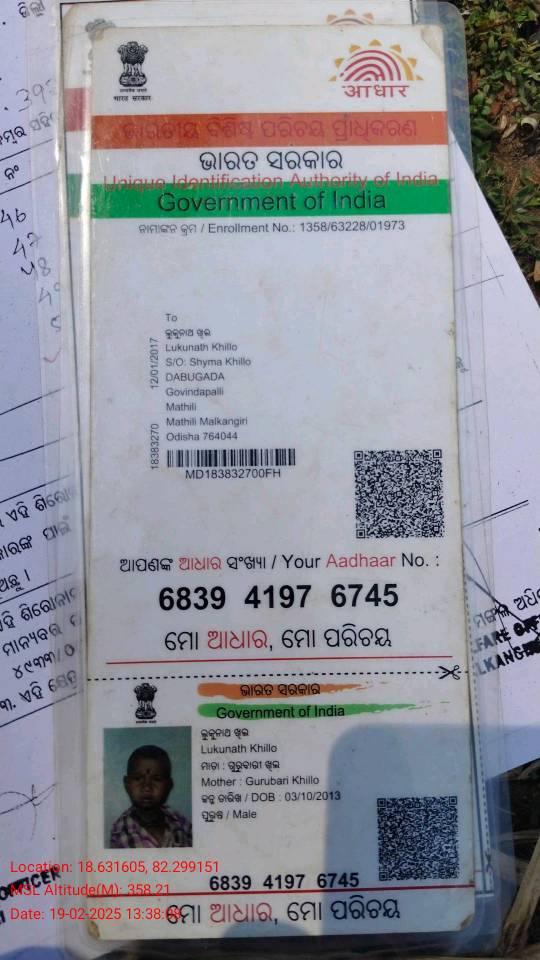 भारत सरकार
आधार
ଭାରତୀୟ ବିଶିଷ୍ଟ ପରିଚୟ ପ୍ରାଧିକରଣ
ଭାରତ ସରକାର
Unique Identification Authority of India
Government of India
ନାମାଙ୍କନ କ୍ରମ / Enrollment No.: 1358/63228/01973
To
ଲୁକୁନାଥ ଖିଲ
Lukunath Khillo
S/O: Shyma Khillo
DABUGADA
Govindapalli
Mathili
Mathili Malkangiri
Odisha 764044
12/01/2017
18383270
MD183832700FH
ଆପଣଙ୍କ ଆଧାର ସଂଖ୍ୟା / Your Aadhaar No. :
6839 4197 6745
ମୋ ଆଧାର, ମୋ ପରିଚୟ
ଭାରତ ସରକାର
Government of India
ଲୁକୁନାଥ ଖିଲ
Lukunath Khillo
ମାତା : ଗୁରୁବାରୀ ଖିଲ
Mother : Gurubari Khillo
ଜନ୍ମ ତାରିଖ / DOB : 03/10/2013
ପୁରୁଷ / Male
6839 4197 6745
ମୋ ଆଧାର, ମୋ ପରିଚୟ
Location: 18.631605, 82.299151
MSL Altitude(M): 358.21
Date: 19-02-2025 13:38: